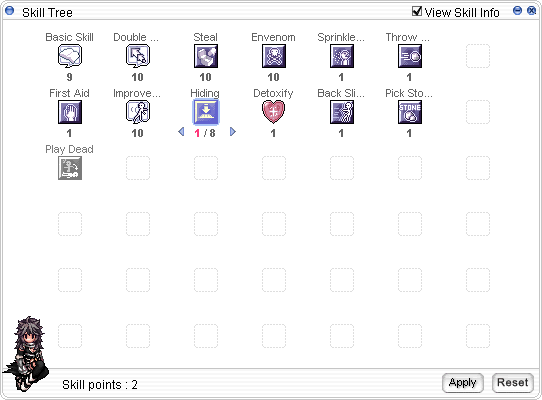 Skill Tree
View Skill Info
Basic Skill
Double ...
Steal
Envenom
Sprinkle...
Throw ...
9
10
10
10
1
1
First Aid
Improve...
Hiding
Detoxify
Back Sli...
Pick Sto...
STONE
1
10
1 / 8
1
1
1
Play Dead
Skill points : 2
Apply
Reset